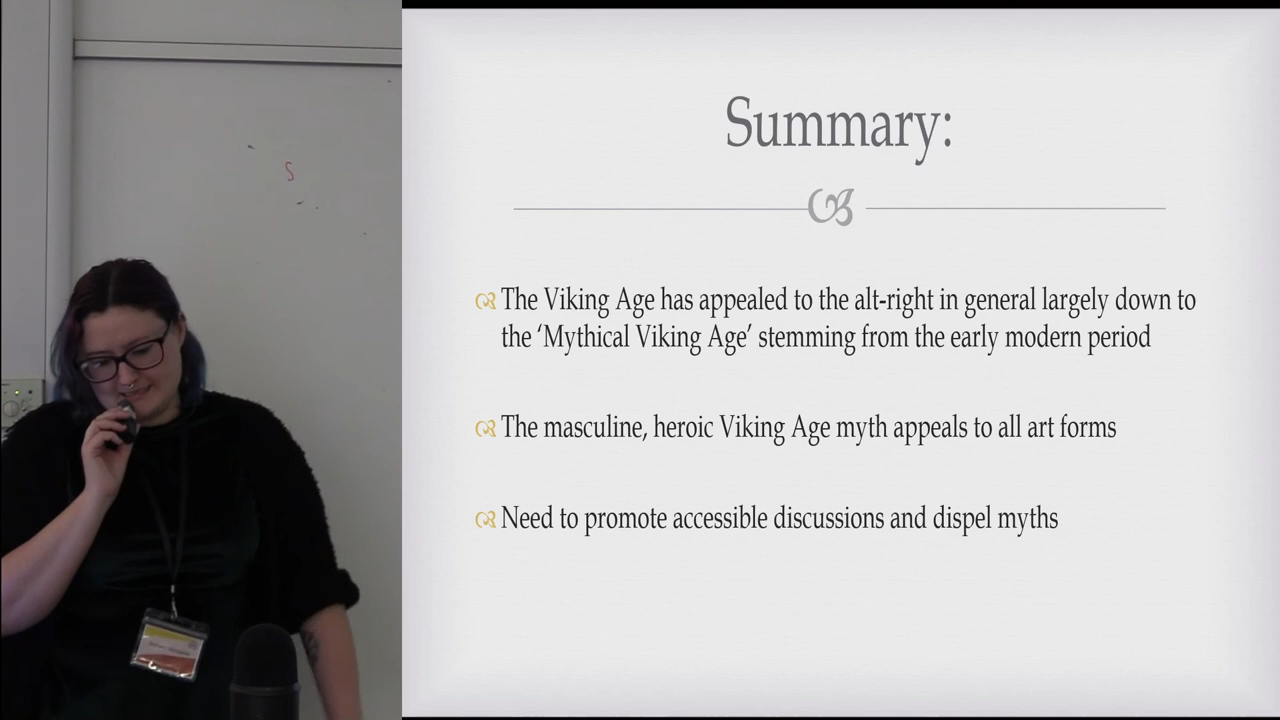 S
Summary:
The Viking Age has appealed to the alt-right in general largely down to
the ‘Mythical Viking Age’ stemming from the early modern period
The masculine, heroic Viking Age myth appeals to all art forms
Need to promote accessible discussions and dispel myths